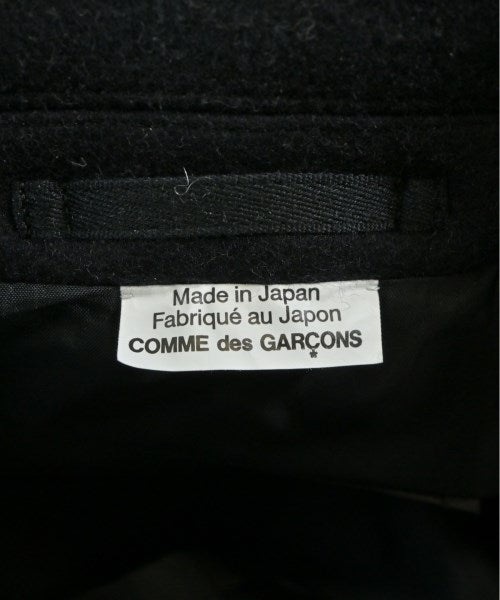 Made in Japan
Fabriqué au Japon
COMME des GARÇONS